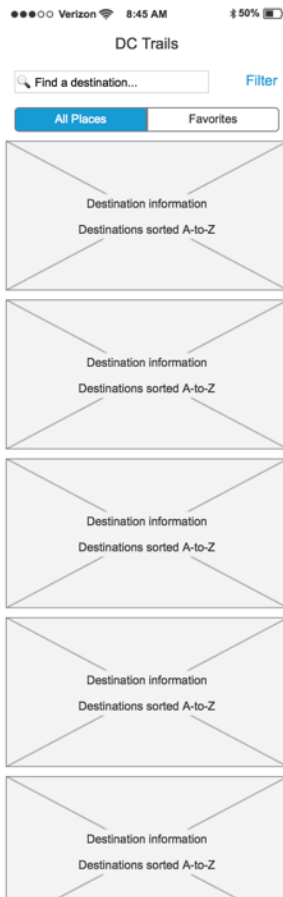 Verizon 8:45 AM 50%
DC Trails
Find a destination... Filter
All Places Favorites
Destination information
Destinations sorted A-to-Z
Destination information
Destinations sorted A-to-Z
Destination information
Destinations sorted A-to-Z
Destination information
Destinations sorted A-to-Z
Destination information
Destinations sorted A-to-Z